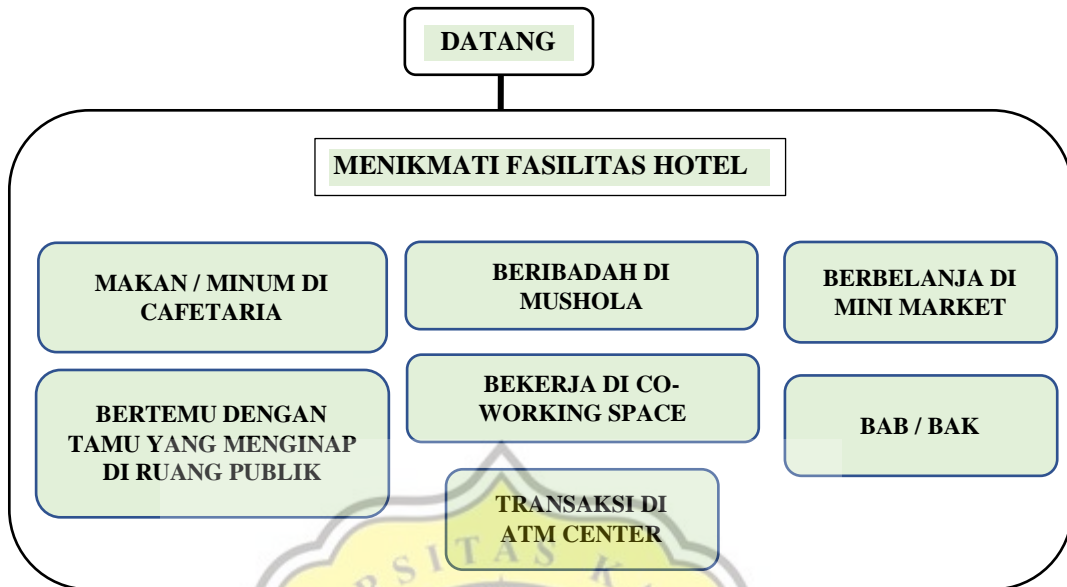 DATANG
MENIKMATI FASILITAS HOTEL
MAKAN / MINUM DI
CAFETARIA
BERIBADAH DI
MUSHOLA
BERBELANJA DI
MINI MARKET
BERTEMU DENGAN
TAMU YANG MENGINAP
DI RUANG PUBLIK
BEKERJA DI CO-
WORKING SPACE
BAB / BAK
TRANSAKSI DI
ATM CENTER